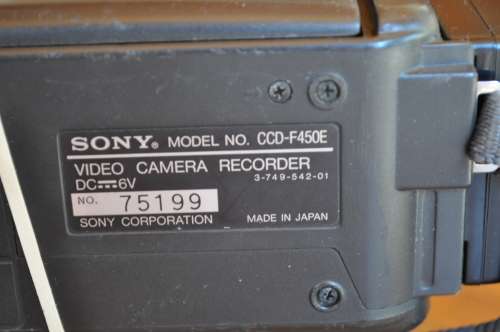 SONY® MODEL NO. CCD-F450E
VIDEO CAMERA RECORDER
DC⎓6V 3-749-542-01
NO. 75199
SONY CORPORATION MADE IN JAPAN